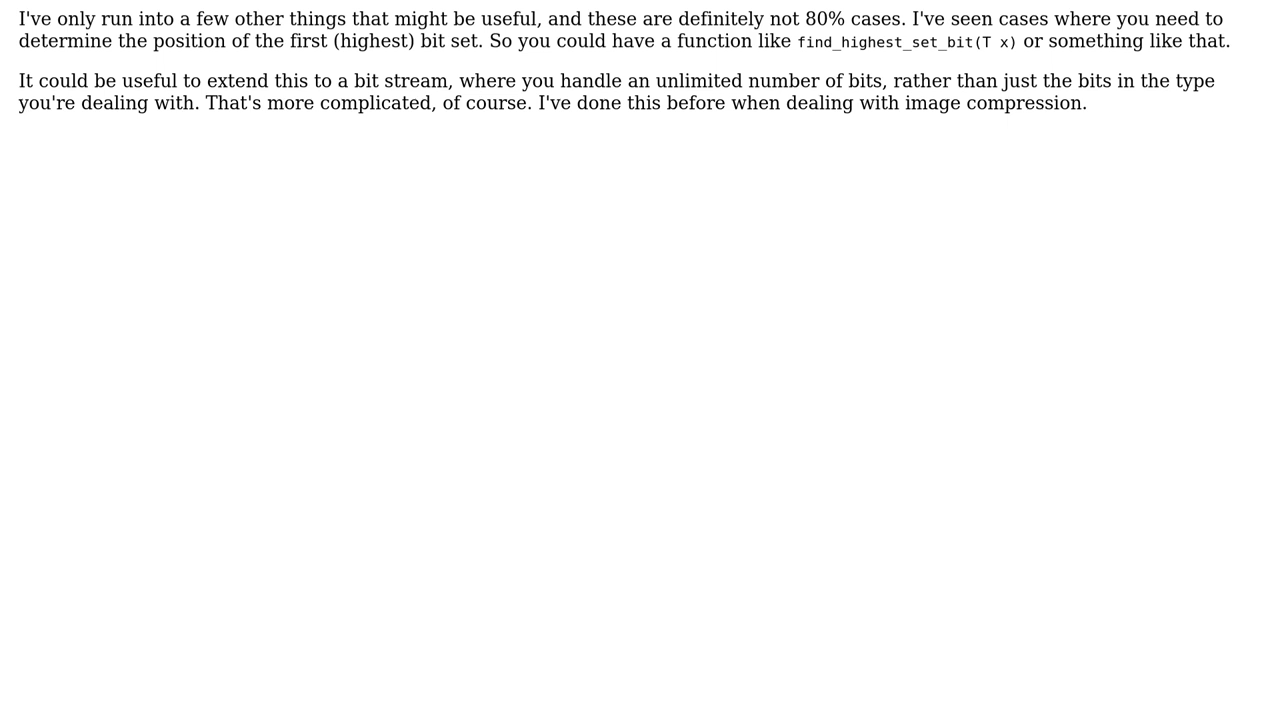 I've only run into a few other things that might be useful, and these are definitely not 80% cases. I've seen cases where you need to
determine the position of the first (highest) bit set. So you could have a function like find_highest_set_bit(T x) or something like that.
It could be useful to extend this to a bit stream, where you handle an unlimited number of bits, rather than just the bits in the type
you're dealing with. That's more complicated, of course. I've done this before when dealing with image compression.